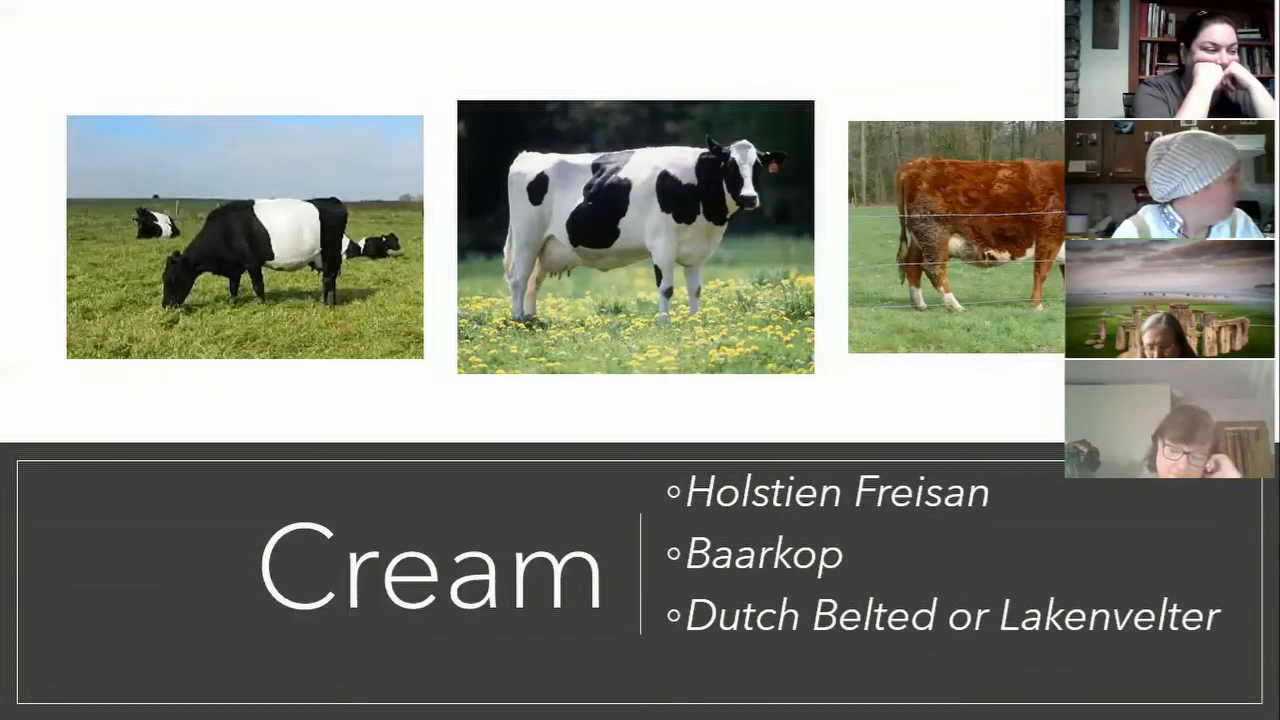 Cream
◦Holstien Freisan
◦Baarkop
◦Dutch Belted or Lakenvelter